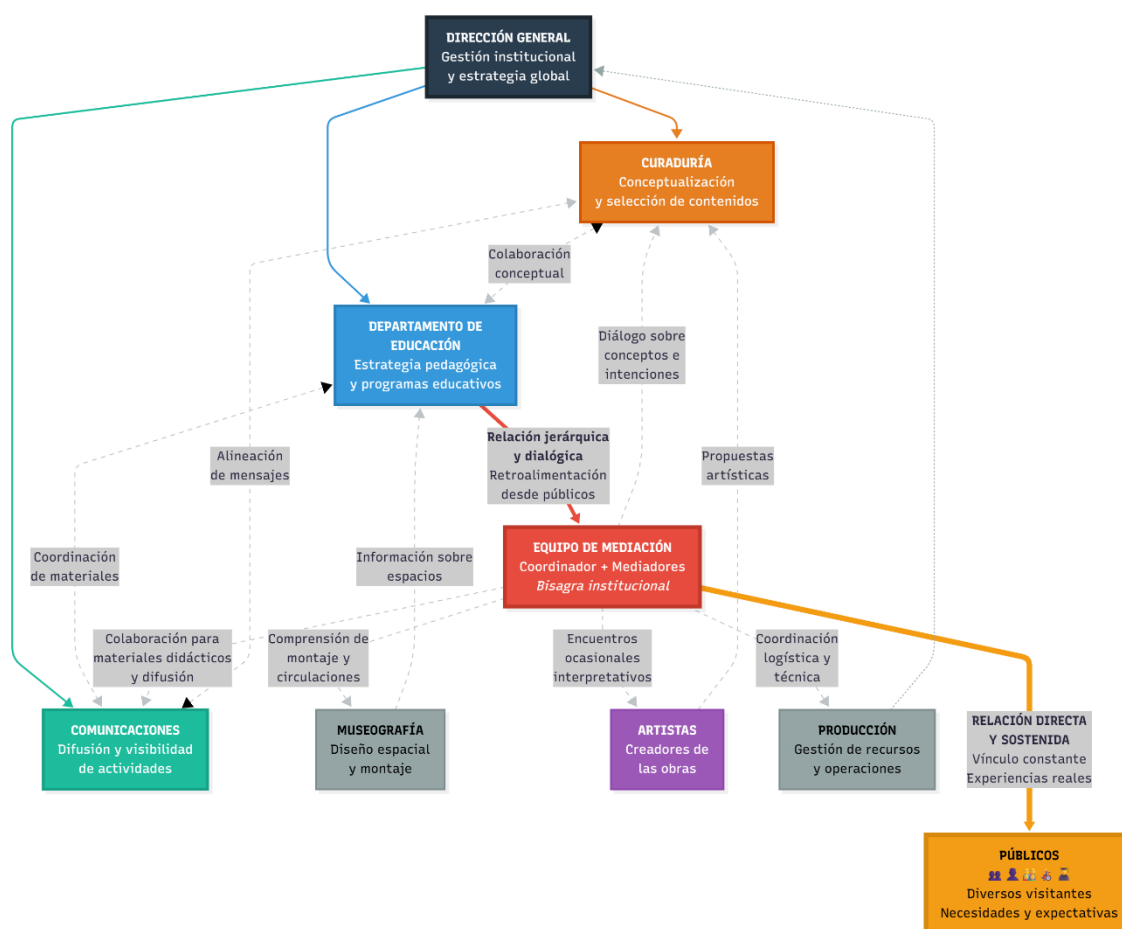 DIRECCIÓN GENERAL
Gestión institucional
y estrategia global
CURADURÍA
Conceptualización
y selección de contenidos
Colaboración
conceptual
DEPARTAMENTO DE
EDUCACIÓN
Estrategia pedagógica
y programas educativos
Diálogo sobre
conceptos e
intenciones
Relación jerárquica
y dialógica
Retroalimentación
desde públicos
Alineación
de mensajes
Propuestas
artísticas
EQUIPO DE MEDIACIÓN
Coordinador + Mediadores
Bisagra institucional
Coordinación
de materiales
Información sobre
espacios
Colaboración para
materiales didácticos
y difusión
Comprensión de
montaje y
circulaciones
Encuentros
ocasionales
interpretativos
Coordinación
logística y
técnica
COMUNICACIONES
Difusión y visibilidad
de actividades
MUSEOGRAFÍA
Diseño espacial
y montaje
ARTISTAS
Creadores de
las obras
PRODUCCIÓN
Gestión de recursos
y operaciones
RELACIÓN DIRECTA
Y SOSTENIDA
Vínculo constante
Experiencias reales
PÚBLICOS
Diversos visitantes
Necesidades y expectativas